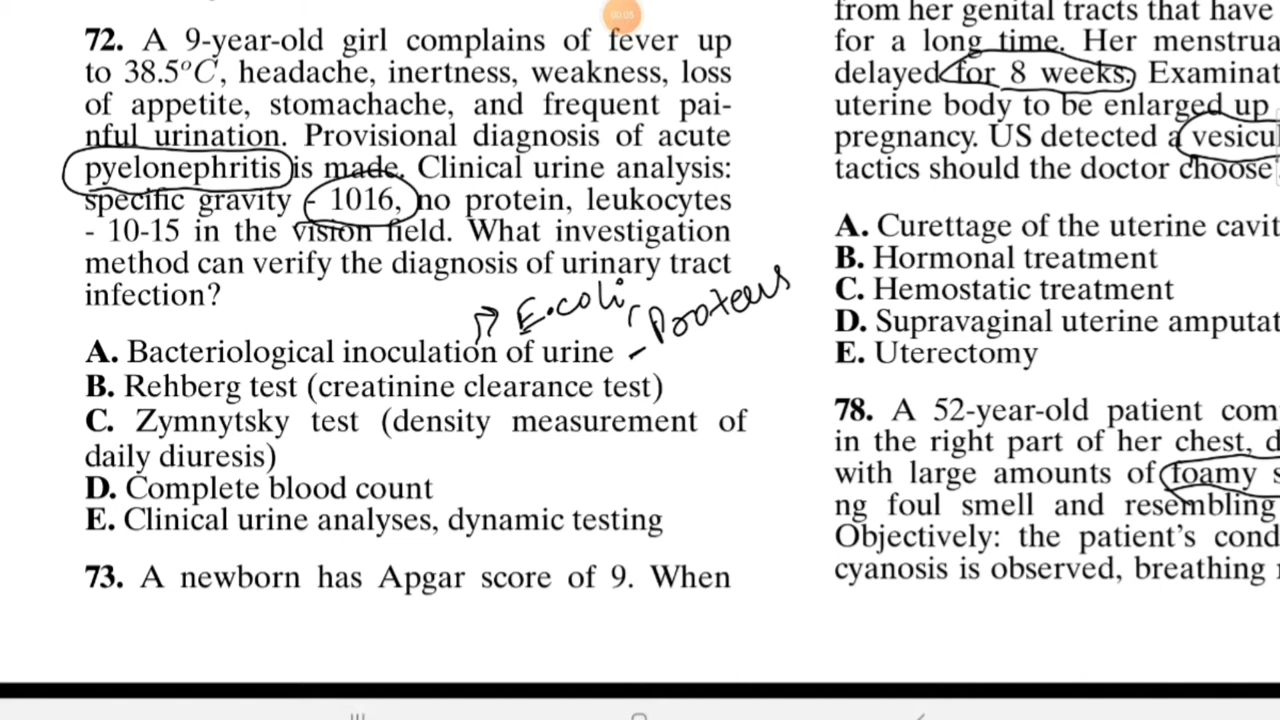 00:05
72. A 9-year-old girl complains of fever up
to 38.5°C, headache, inertness, weakness, loss
of appetite, stomachache, and frequent pai-
nful urination. Provisional diagnosis of acute
pyelonephritis is made. Clinical urine analysis:
specific gravity - 1016, no protein, leukocytes
- 10-15 in the vision field. What investigation
method can verify the diagnosis of urinary tract
infection?
E.coli, Proteus
A. Bacteriological inoculation of urine
B. Rehberg test (creatinine clearance test)
C. Zymnytsky test (density measurement of
daily diuresis)
D. Complete blood count
E. Clinical urine analyses, dynamic testing
73. A newborn has Apgar score of 9. When
from her genital tracts that have
for a long time. Her menstrua
delayed for 8 weeks. Examinat
uterine body to be enlarged up
pregnancy. US detected a vesicu
tactics should the doctor choose
A. Curettage of the uterine cavit
B. Hormonal treatment
C. Hemostatic treatment
D. Supravaginal uterine amputat
E. Uterectomy
78. A 52-year-old patient com
in the right part of her chest, d
with large amounts of foamy s
ng foul smell and resembling
Objectively: the patient's cond
cyanosis is observed, breathing